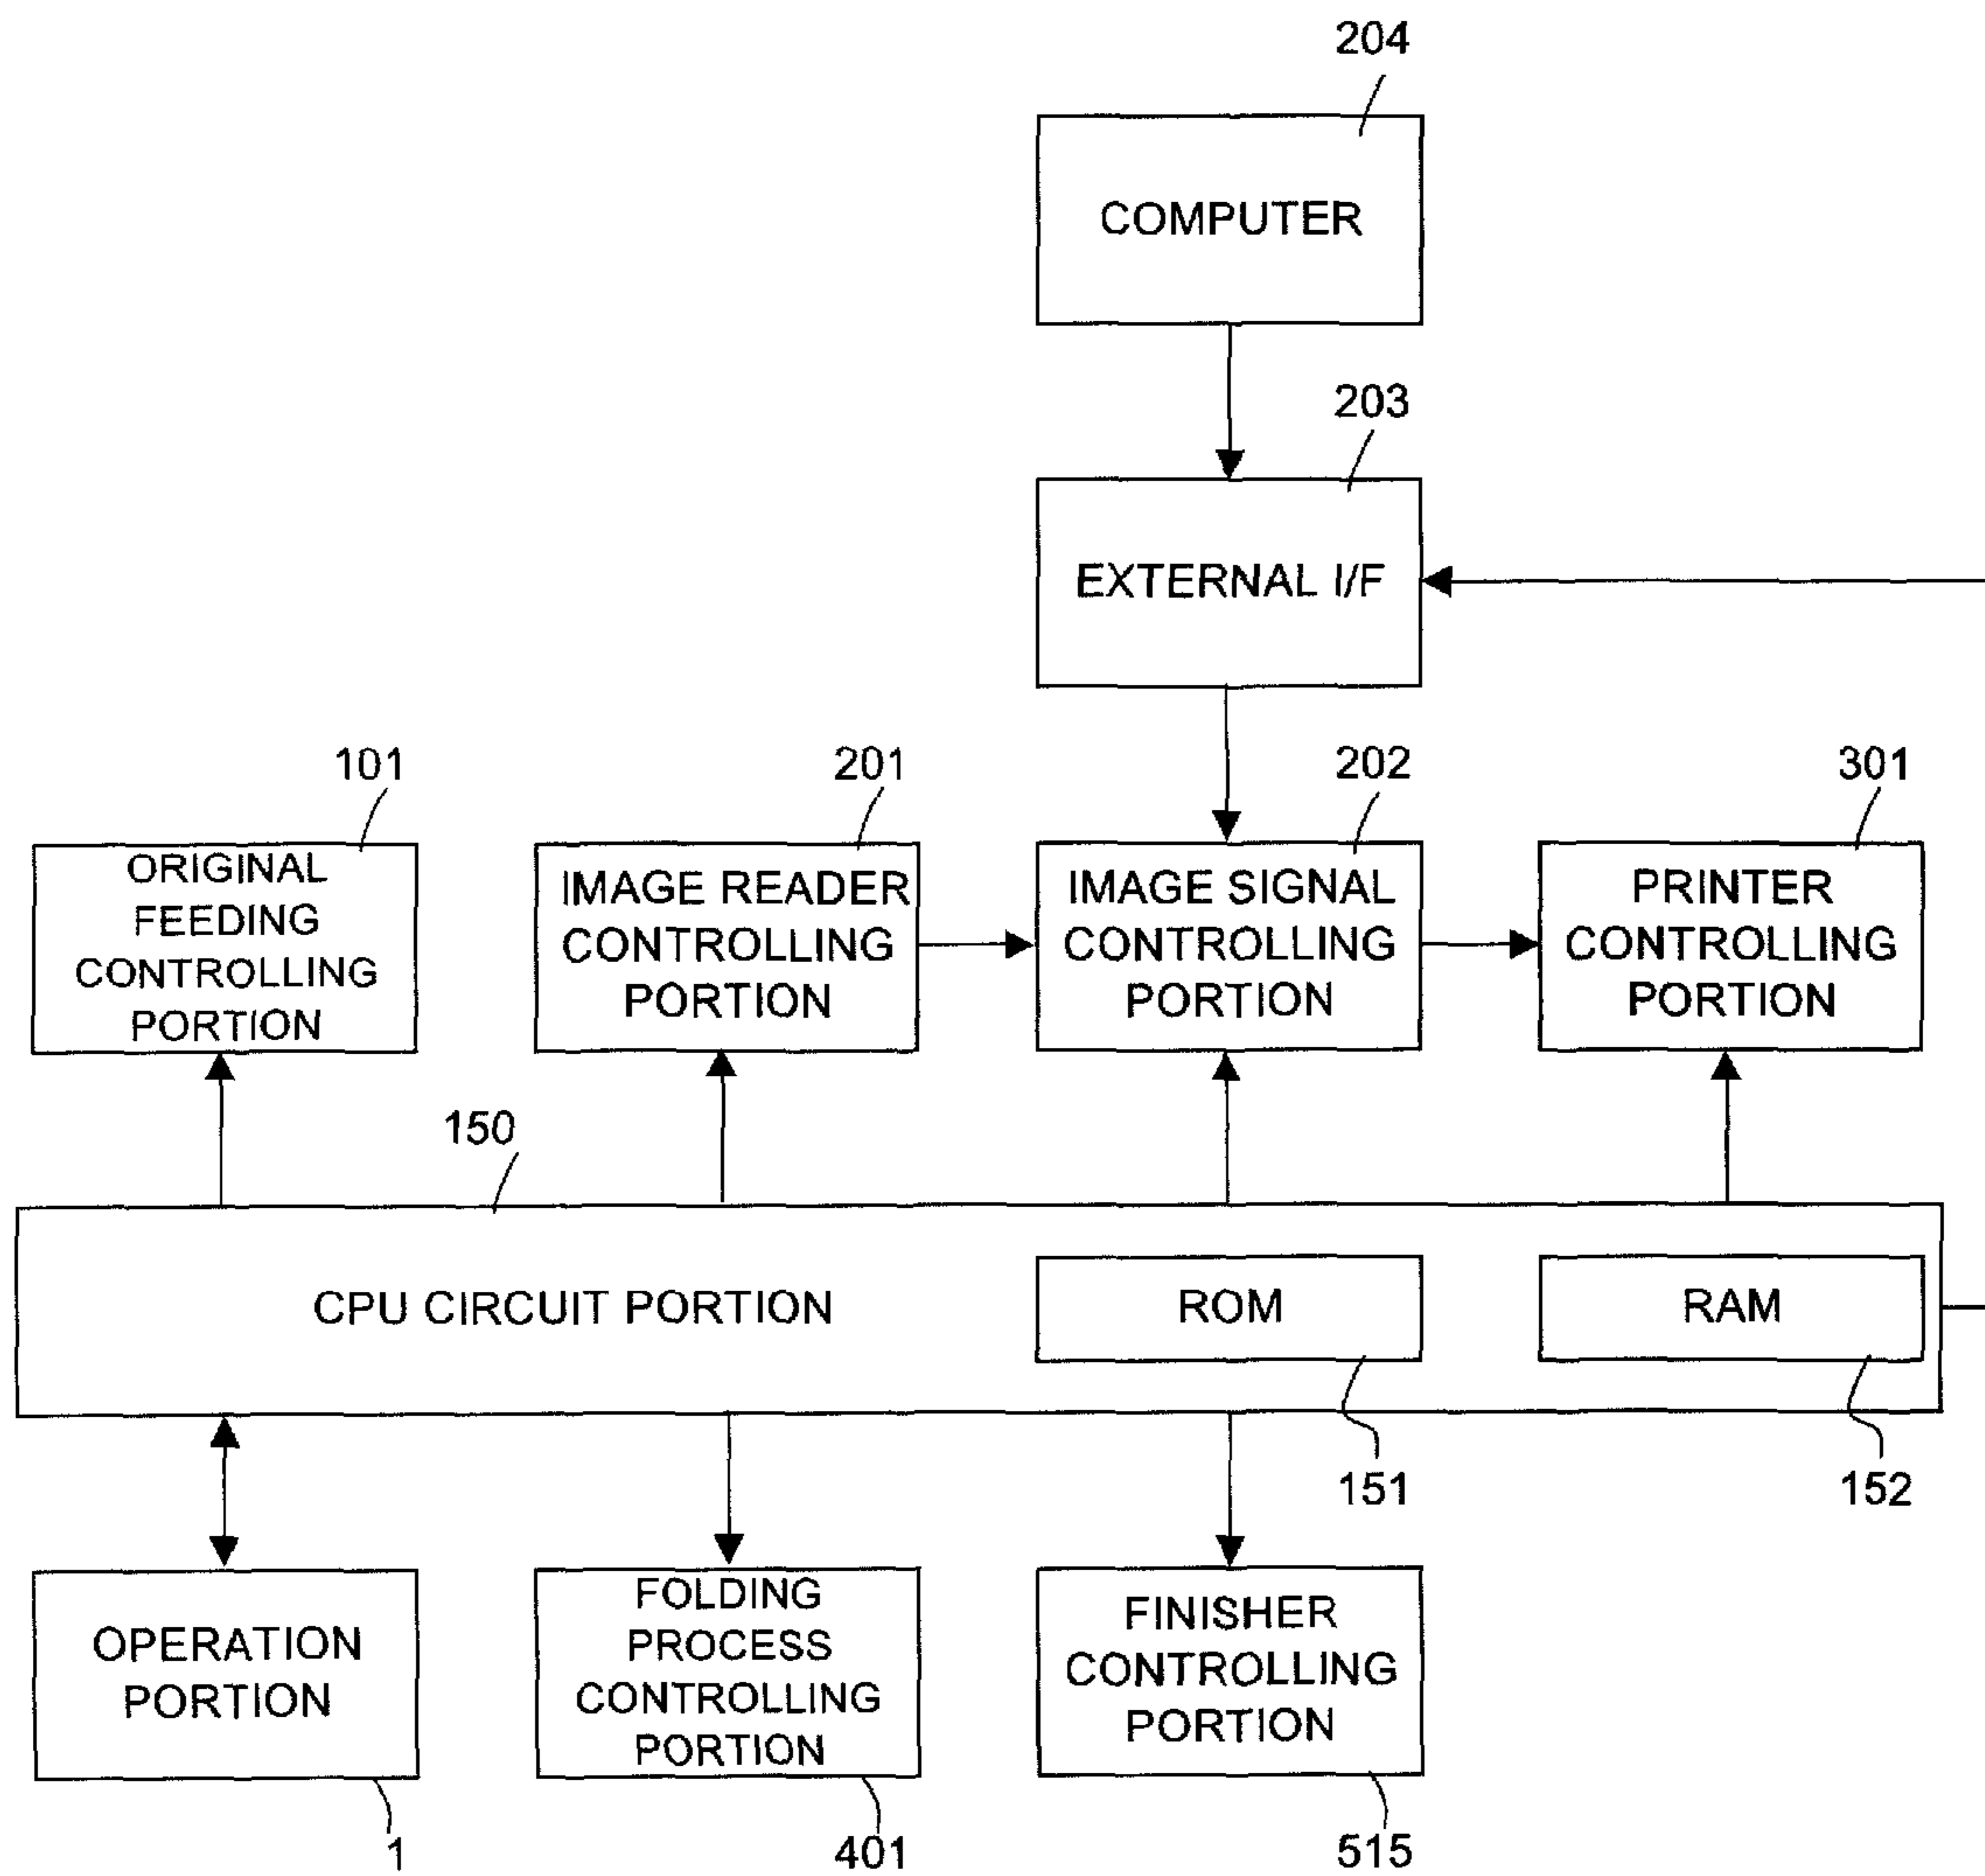 204
COMPUTER
203
EXTERNAL I/F
101
201
202
301
ORIGINAL
FEEDING
CONTROLLING
PORTION
IMAGE READER
CONTROLLING
PORTION
IMAGE SIGNAL
CONTROLLING
PORTION
PRINTER
CONTROLLING
PORTION
150
CPU CIRCUIT PORTION
ROM
RAM
151
152
OPERATION
PORTION
FOLDING
PROCESS
CONTROLLING
PORTION
FINISHER
CONTROLLING
PORTION
1
401
515